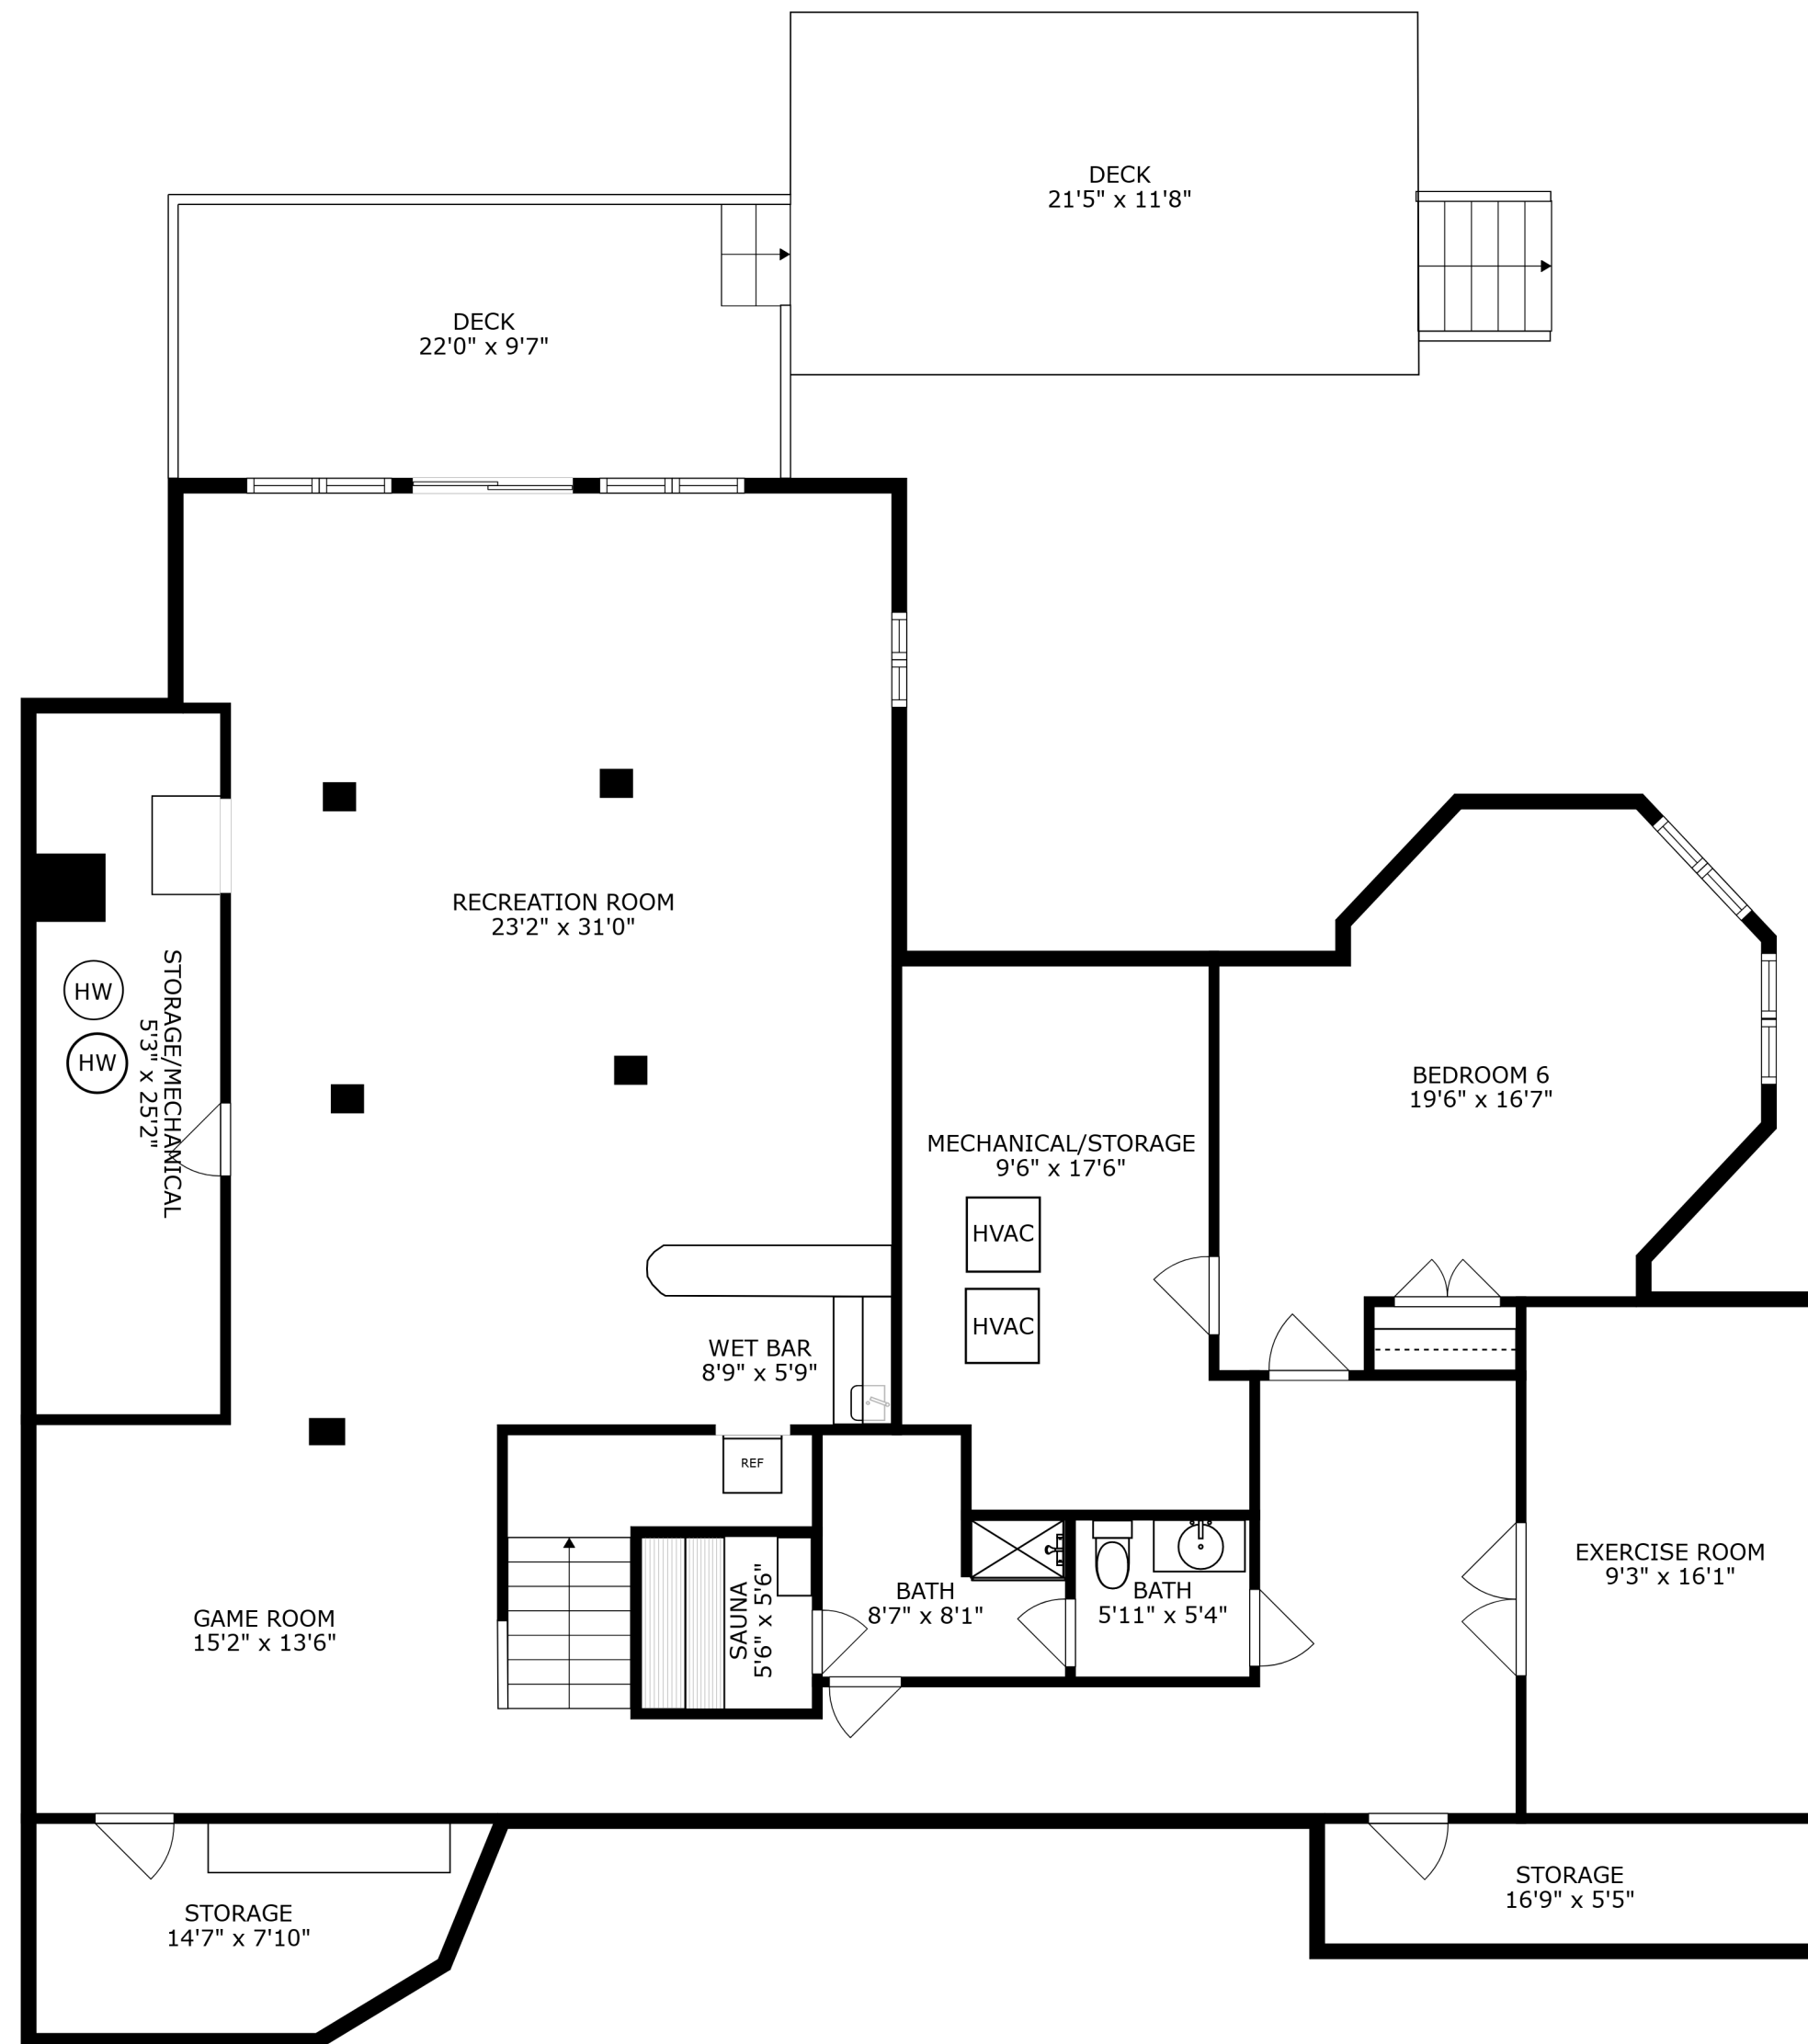 DECK
21'5" x 11'8"
DECK
22'0" x 9'7"
RECREATION ROOM
23'2" x 31'0"
HW
HW
STORAGE/MECHANICAL
5'3" x 25'2"
BEDROOM 6
19'6" x 16'7"
MECHANICAL/STORAGE
9'6" x 17'6"
HVAC
HVAC
WET BAR
8'9" x 5'9"
REF
SAUNA
5'6" x 5'6"
BATH
8'7" x 8'1"
BATH
5'11" x 5'4"
EXERCISE ROOM
9'3" x 16'1"
GAME ROOM
15'2" x 13'6"
STORAGE
14'7" x 7'10"
STORAGE
16'9" x 5'5"